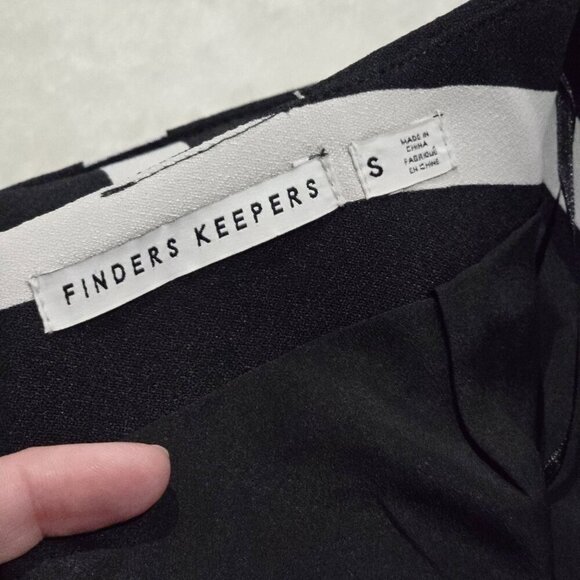 FINDERS KEEPERS
S
MADE IN
CHINA
FABRIQUÉ
EN CHINE